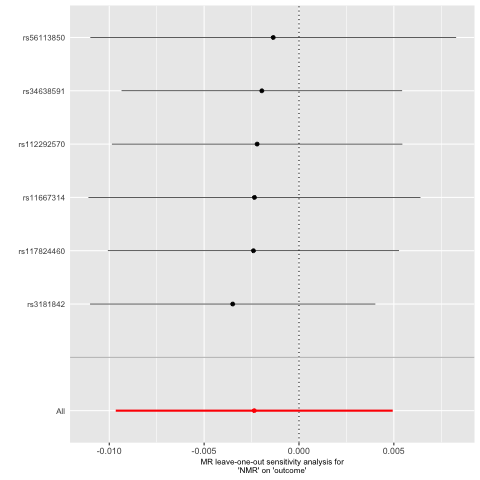 rs56113850
rs34638591
rs112292570
rs11667314
rs117824460
rs3181842
All
-0.010 -0.005 0.000 0.005
MR leave-one-out sensitivity analysis for
'NMR' on 'outcome'